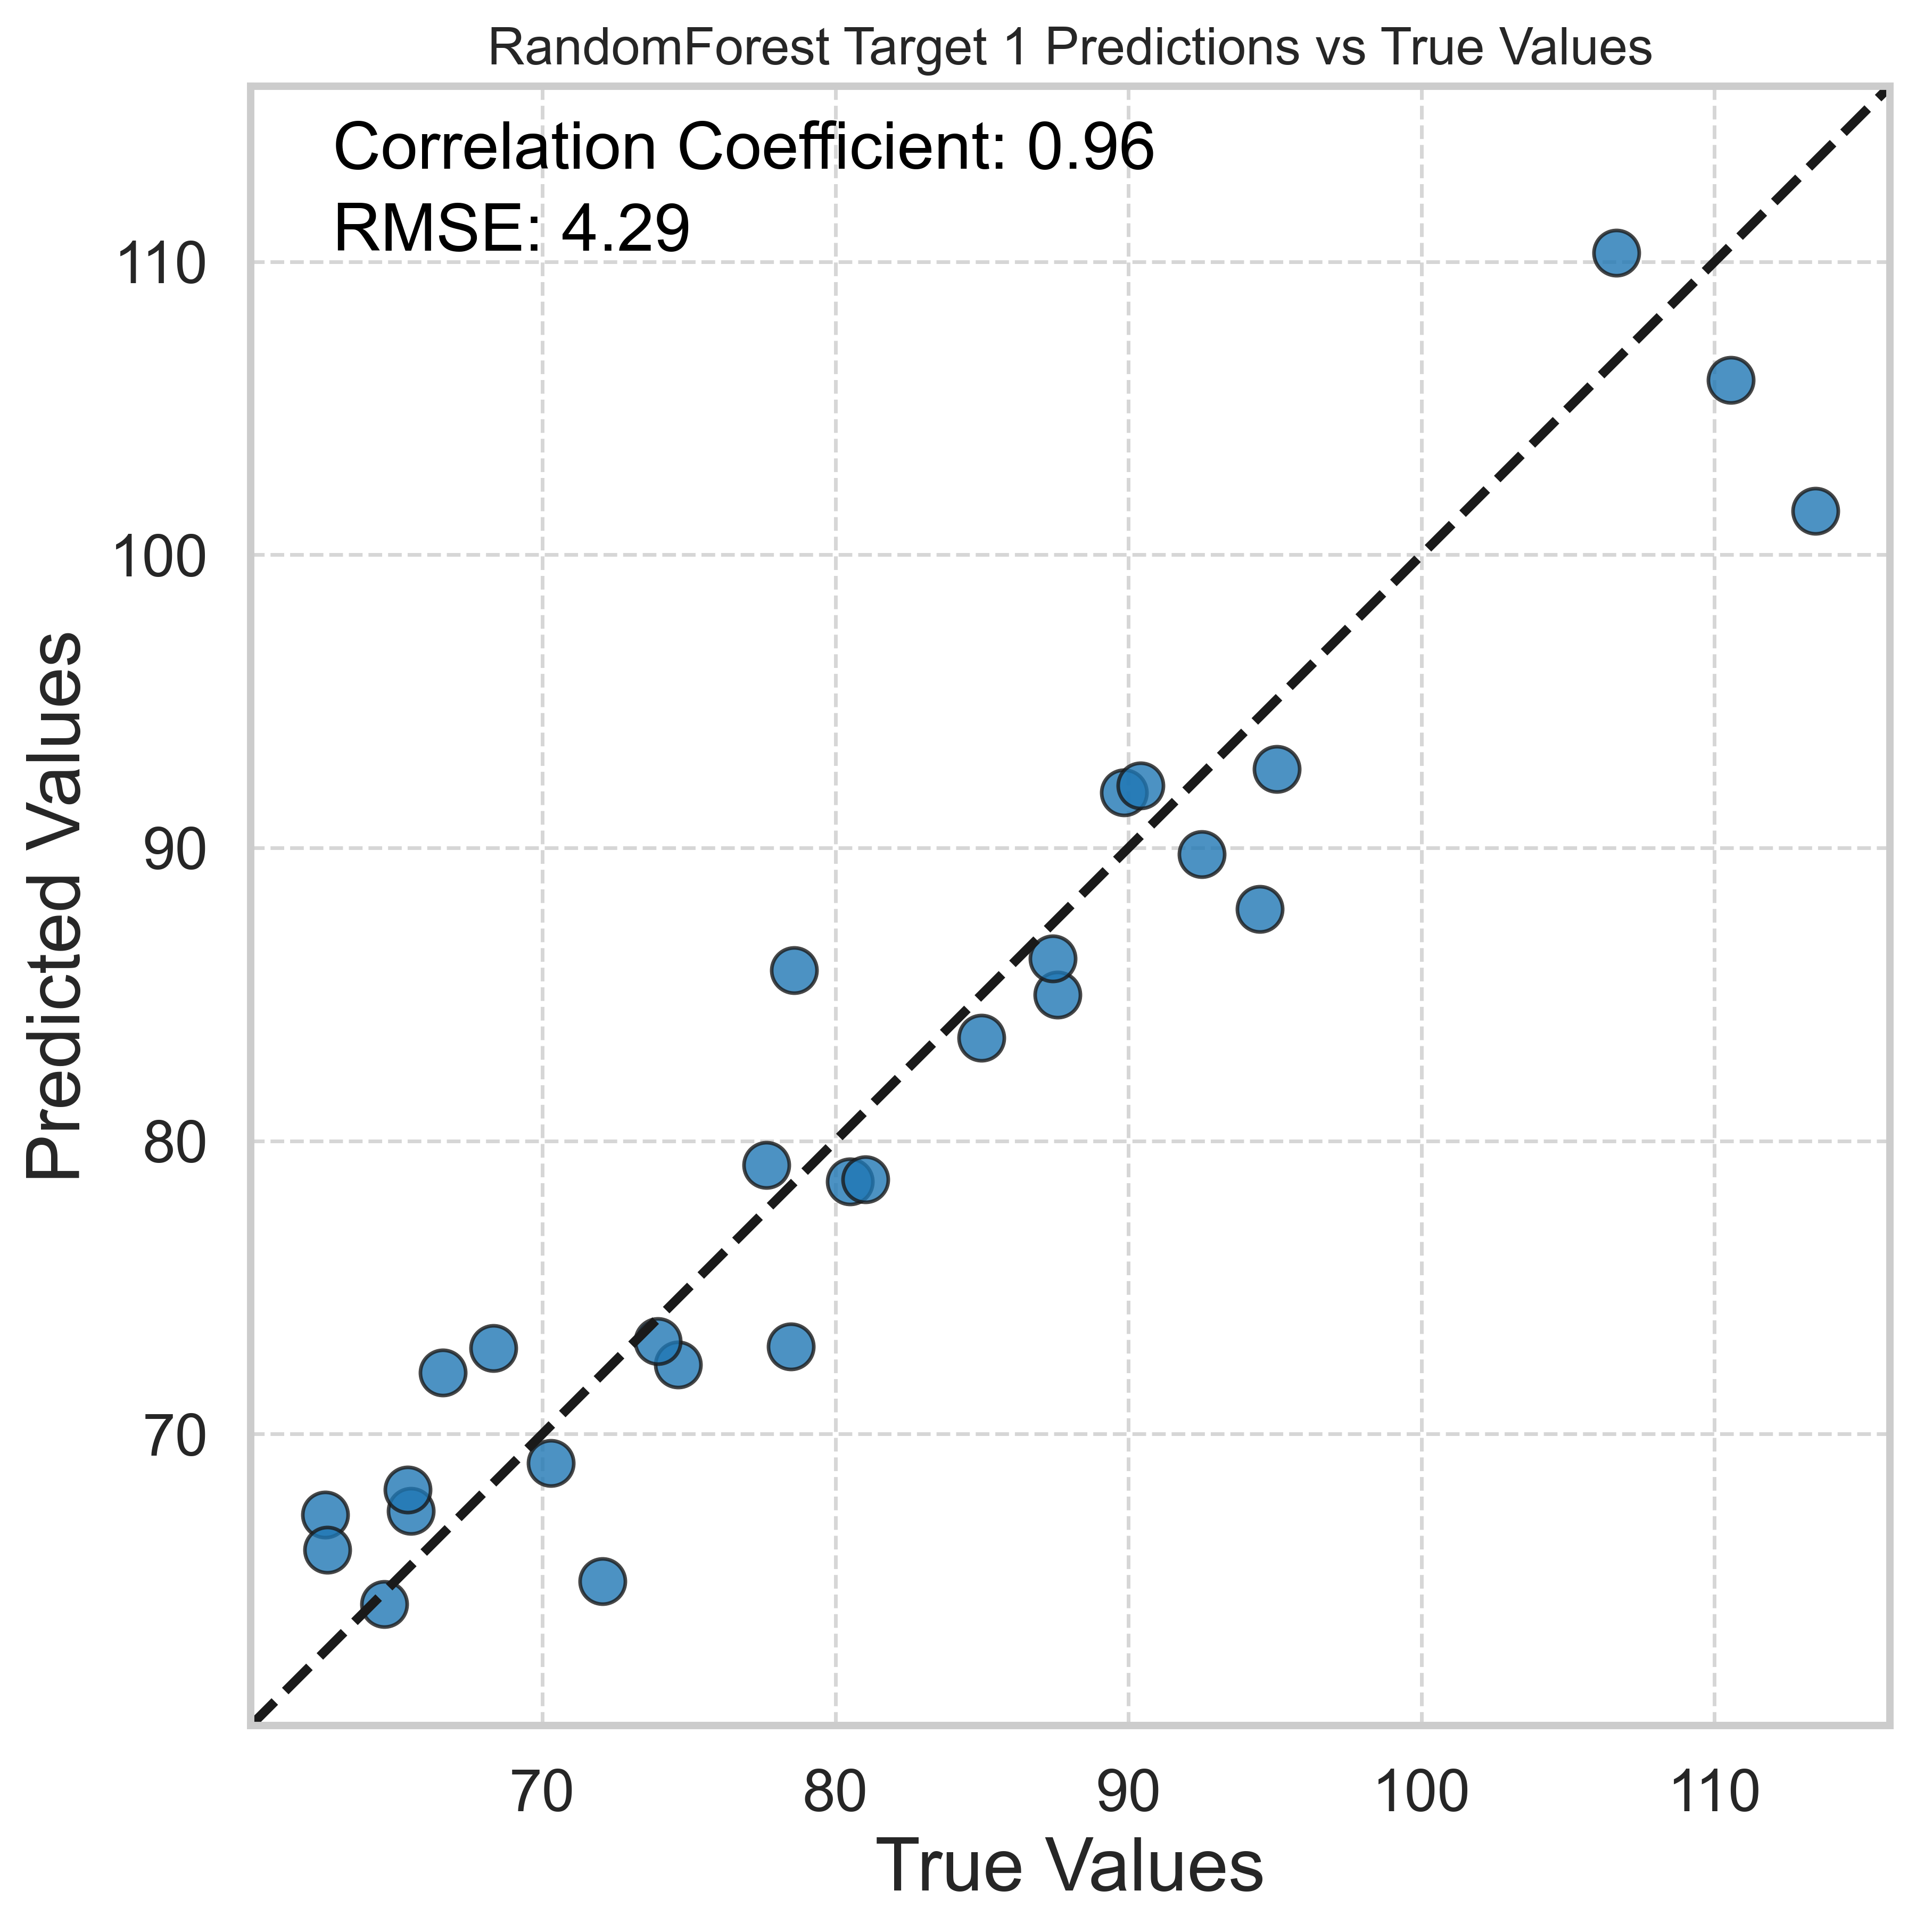 RandomForest Target 1 Predictions vs True Values
Correlation Coefficient: 0.96
RMSE: 4.29
110
100
90
80
70
Predicted Values
70 80 90 100 110
True Values